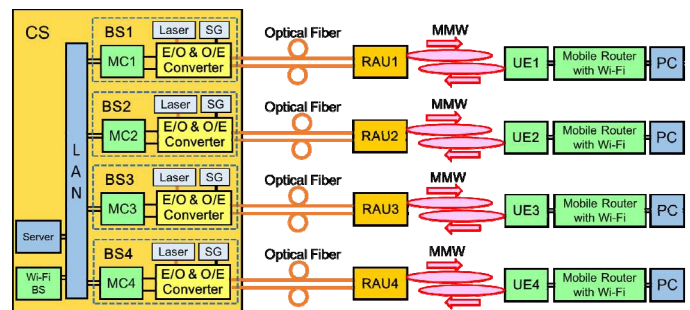 CS
LAN
Server
Wi-Fi
BS
BS1
Laser
SG
MC1
E/O & O/E
Converter
Optical Fiber
RAU1
MMW
UE1
Mobile Router
with Wi-Fi
PC
BS2
Laser
SG
MC2
E/O & O/E
Converter
Optical Fiber
RAU2
MMW
UE2
Mobile Router
with Wi-Fi
PC
BS3
Laser
SG
MC3
E/O & O/E
Converter
Optical Fiber
RAU3
MMW
UE3
Mobile Router
with Wi-Fi
PC
BS4
Laser
SG
MC4
E/O & O/E
Converter
Optical Fiber
RAU4
MMW
UE4
Mobile Router
with Wi-Fi
PC